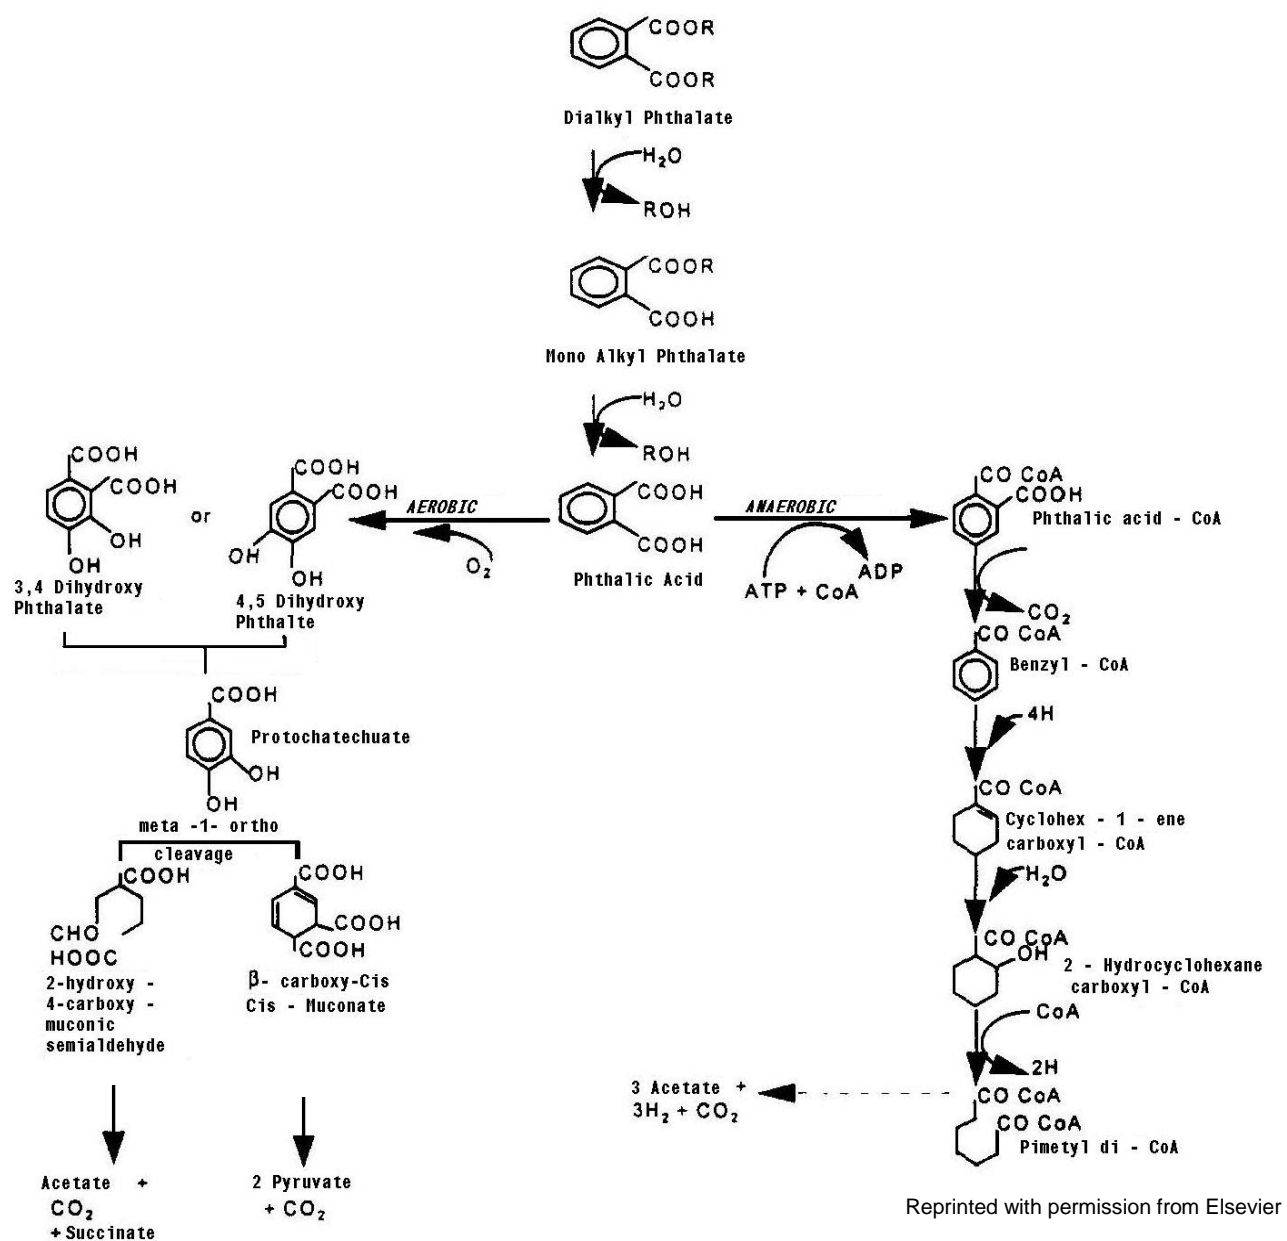 COOR
COOR
Dialkyl Phthalate
H₂O
ROH
COOR
COOH
Mono Alkyl Phthalate
H₂O
ROH
COOH
COOH
OH
OH
3,4 Dihydroxy
Phthalate
or
COOH
COOH
OH
OH
4,5 Dihydroxy
Phthalte
AEROBIC
O₂
COOH
COOH
Phthalic Acid
ANAEROBIC
ATP + CoA
ADP
CO CoA
COOH
Phthalic acid - CoA
CO₂
CO CoA
Benzyl - CoA
4H
CO CoA
Cyclohex - 1 - ene
carboxyl - CoA
H₂O
CO CoA
OH
2 - Hydrocyclohexane
carboxyl - CoA
CoA
2H
CO CoA
CO CoA
Pimetyl di - CoA
3 Acetate +
3H₂ + CO₂
COOH
Protochatechuate
OH
OH
meta -1- ortho
cleavage
COOH
CHO
HOOC
2-hydroxy -
4-carboxy -
muconic
semialdehyde
COOH
COOH
COOH
β- carboxy-Cis
Cis - Muconate
Acetate +
CO₂
+ Succinate
2 Pyruvate
+ CO₂
Reprinted with permission from Elsevier